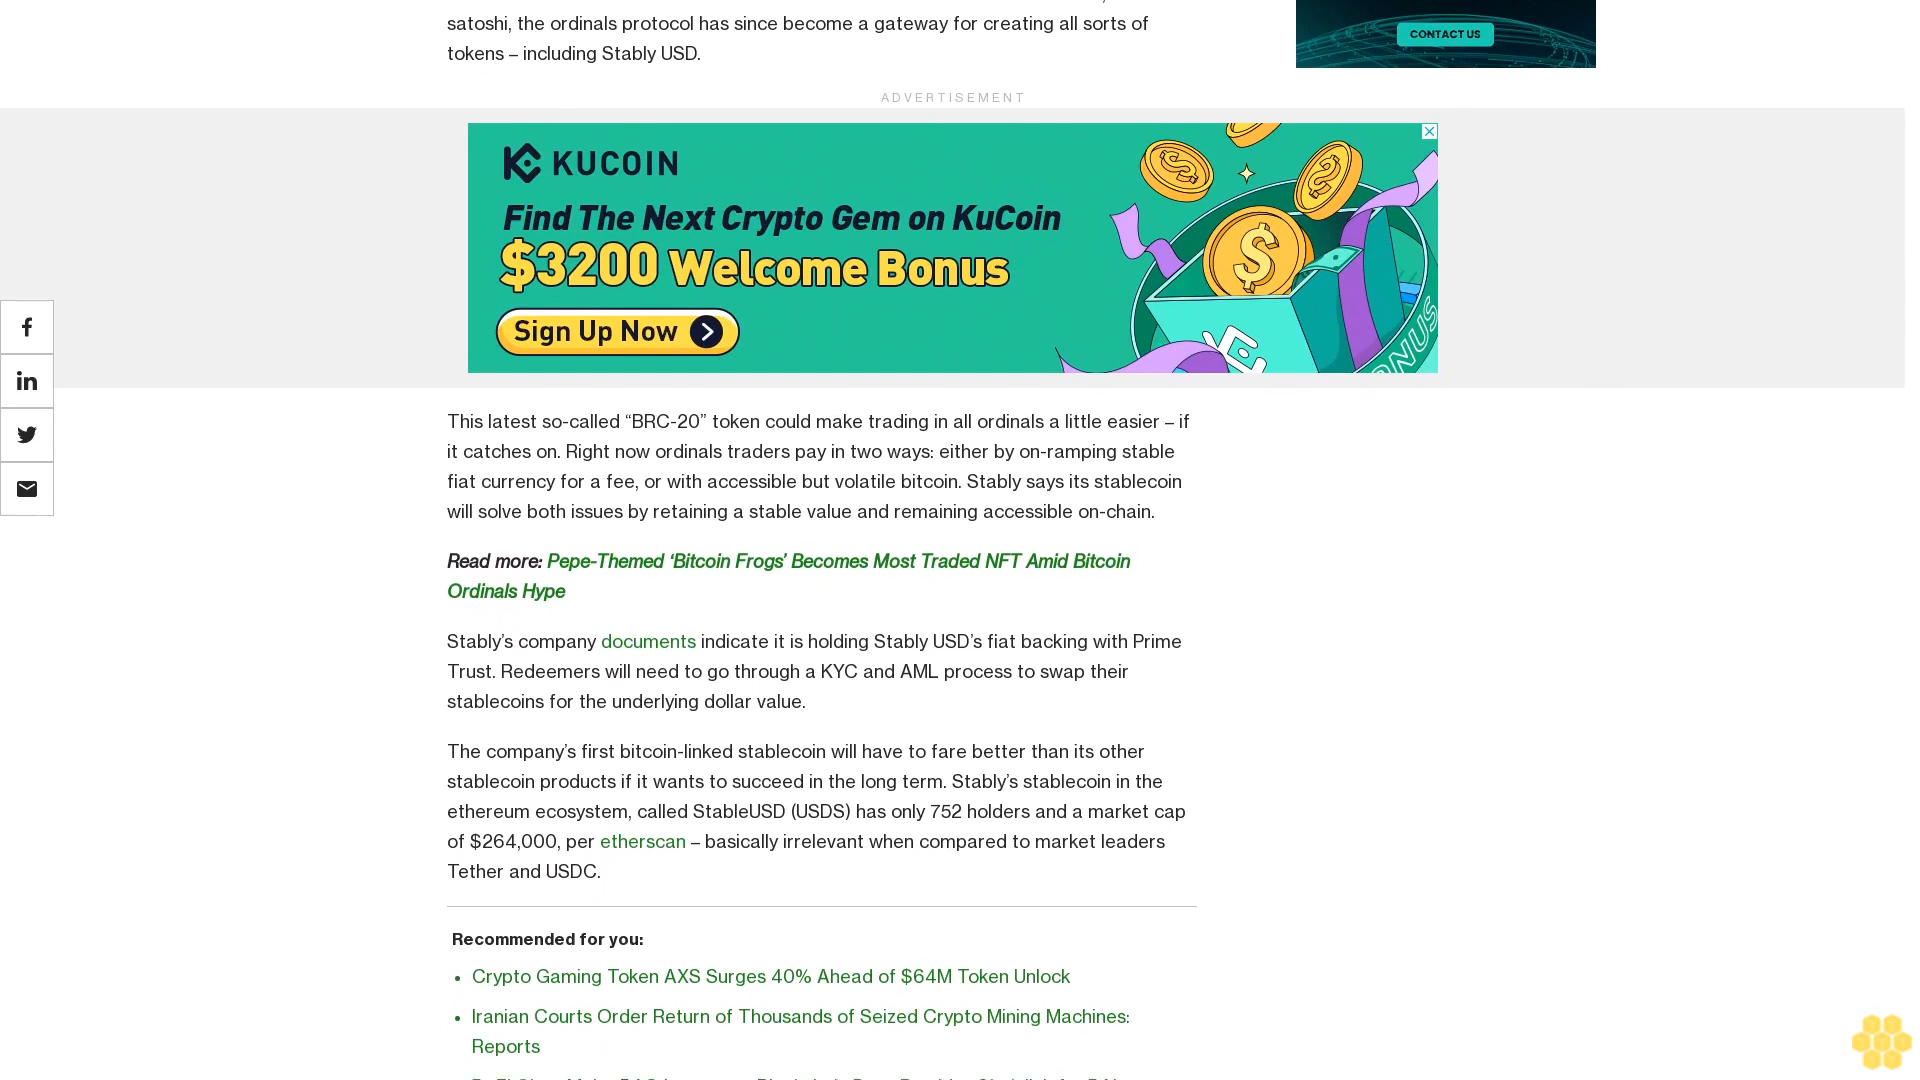 satoshi, the ordinals protocol has since become a gateway for creating all sorts of
tokens – including Stably USD.
CONTACT US
ADVERTISEMENT
KUCOIN
Find The Next Crypto Gem on KuCoin
$3200 Welcome Bonus
Sign Up Now
BONUS
This latest so-called “BRC-20” token could make trading in all ordinals a little easier – if
it catches on. Right now ordinals traders pay in two ways: either by on-ramping stable
fiat currency for a fee, or with accessible but volatile bitcoin. Stably says its stablecoin
will solve both issues by retaining a stable value and remaining accessible on-chain.
Read more: Pepe-Themed ‘Bitcoin Frogs’ Becomes Most Traded NFT Amid Bitcoin
Ordinals Hype
Stably’s company documents indicate it is holding Stably USD’s fiat backing with Prime
Trust. Redeemers will need to go through a KYC and AML process to swap their
stablecoins for the underlying dollar value.
The company’s first bitcoin-linked stablecoin will have to fare better than its other
stablecoin products if it wants to succeed in the long term. Stably’s stablecoin in the
ethereum ecosystem, called StableUSD (USDS) has only 752 holders and a market cap
of $264,000, per etherscan – basically irrelevant when compared to market leaders
Tether and USDC.
Recommended for you:
• Crypto Gaming Token AXS Surges 40% Ahead of $64M Token Unlock
• Iranian Courts Order Return of Thousands of Seized Crypto Mining Machines:
Reports